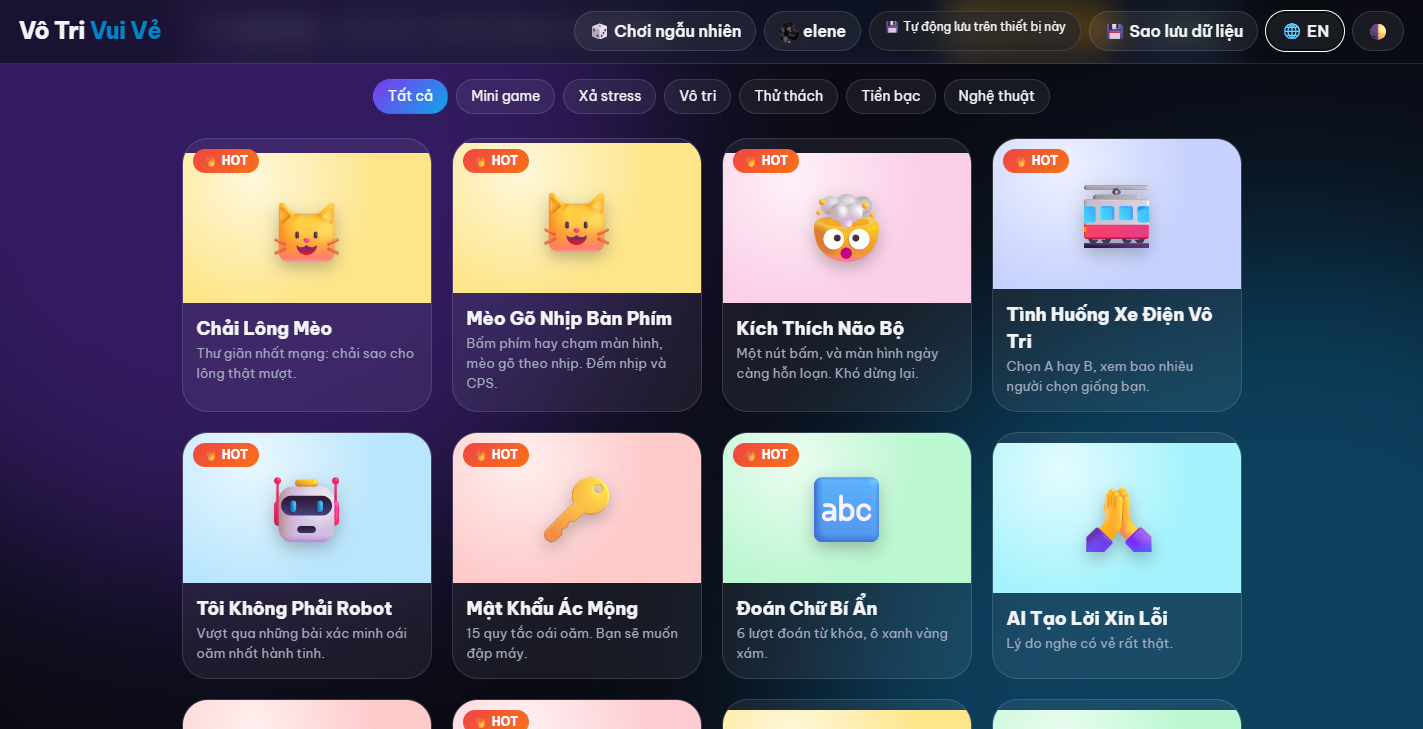 Vô Tri Vui Vẻ
Chơi ngẫu nhiên
elene
Tự động lưu trên thiết bị này
Sao lưu dữ liệu
EN
Tất cả
Mini game
Xả stress
Vô tri
Thử thách
Tiền bạc
Nghệ thuật
HOT
Chải Lông Mèo
Thư giãn nhất mạng: chải sao cho
lông thật mượt.
HOT
Mèo Gõ Nhịp Bàn Phím
Bấm phím hay chạm màn hình,
mèo gõ theo nhịp. Đếm nhịp và
CPS.
HOT
Kích Thích Não Bộ
Một nút bấm, và màn hình ngày
càng hỗn loạn. Khó dừng lại.
HOT
Tình Huống Xe Điện Vô
Tri
Chọn A hay B, xem bao nhiêu
người chọn giống bạn.
HOT
Tôi Không Phải Robot
Vượt qua những bài xác minh oái
oăm nhất hành tinh.
HOT
Mật Khẩu Ác Mộng
15 quy tắc oái oăm. Bạn sẽ muốn
đập máy.
HOT
abc
Đoán Chữ Bí Ẩn
6 lượt đoán từ khóa, ô xanh vàng
xám.
AI Tạo Lời Xin Lỗi
Lý do nghe có vẻ rất thật.
HOT